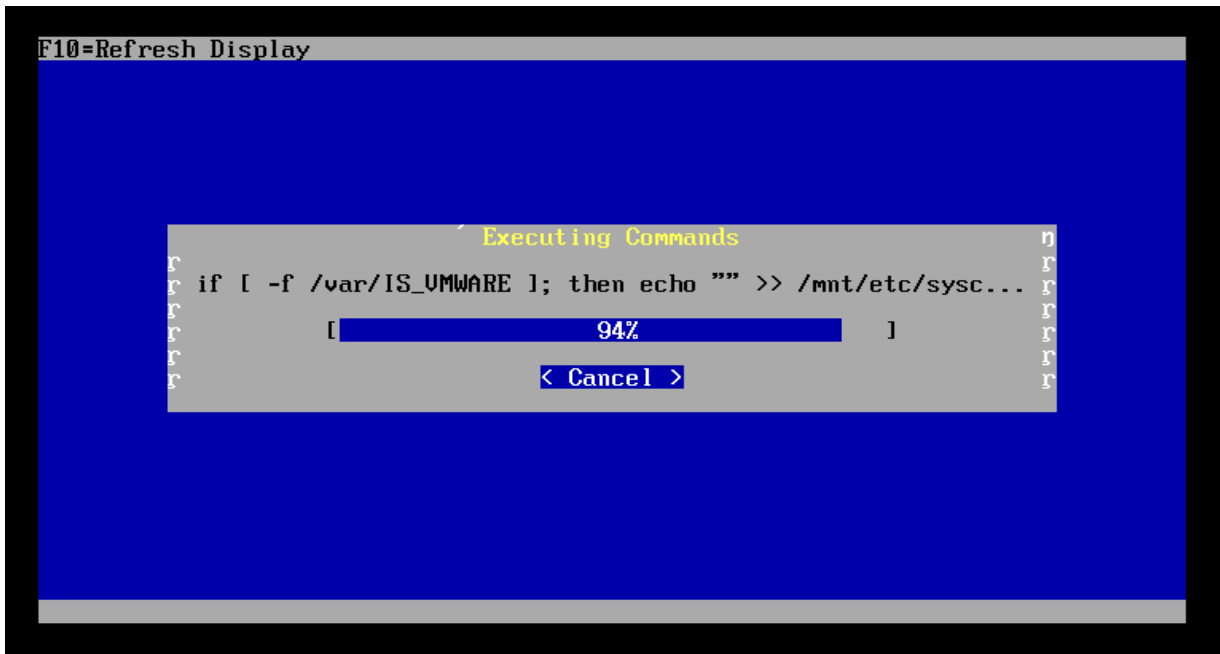 F10=Refresh Display
Executing Commands
if [ -f /var/IS_VMWARE ]; then echo "" >> /mnt/etc/sysc...
[ 94% ]
< Cancel >